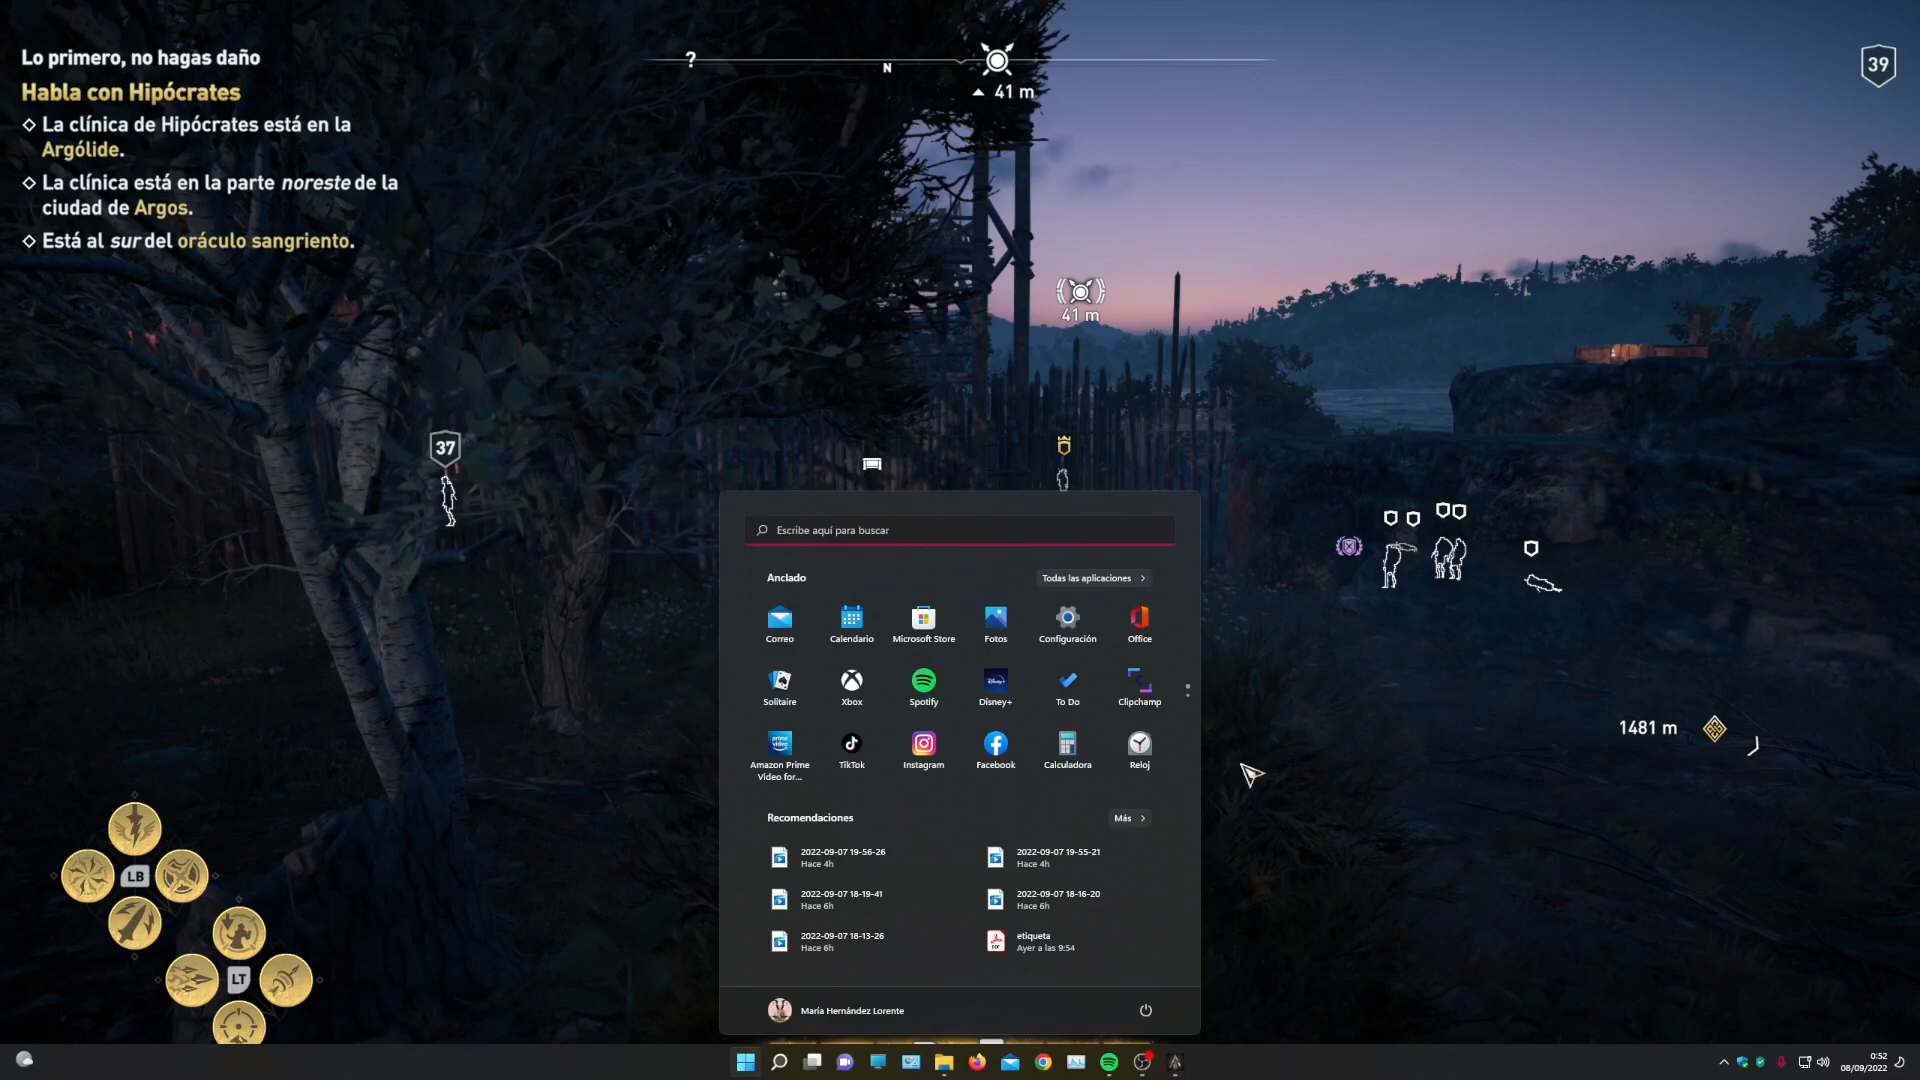 Lo primero, no hagas daño
Habla con Hipócrates
La clínica de Hipócrates está en la
Argólide.
La clínica está en la parte noreste de la
ciudad de Argos.
Está al sur del oráculo sangriento.
?
N
41 m
39
41 m
37
1481 m
LB
LT
Escribe aquí para buscar
Anclado
Todas las aplicaciones
Correo
Calendario
Microsoft Store
Fotos
Configuración
Office
Solitaire
Xbox
Spotify
Disney+
To Do
Clipchamp
prime video
Amazon Prime
Video for...
TikTok
Instagram
Facebook
Calculadora
Reloj
Recomendaciones
Más
2022-09-07 19-56-26
Hace 4h
2022-09-07 19-55-21
Hace 4h
2022-09-07 18-19-41
Hace 6h
2022-09-07 18-16-20
Hace 6h
2022-09-07 18-13-26
Hace 6h
etiqueta
Ayer a las 9:54
María Hernández Lorente
0:52
08/09/2022